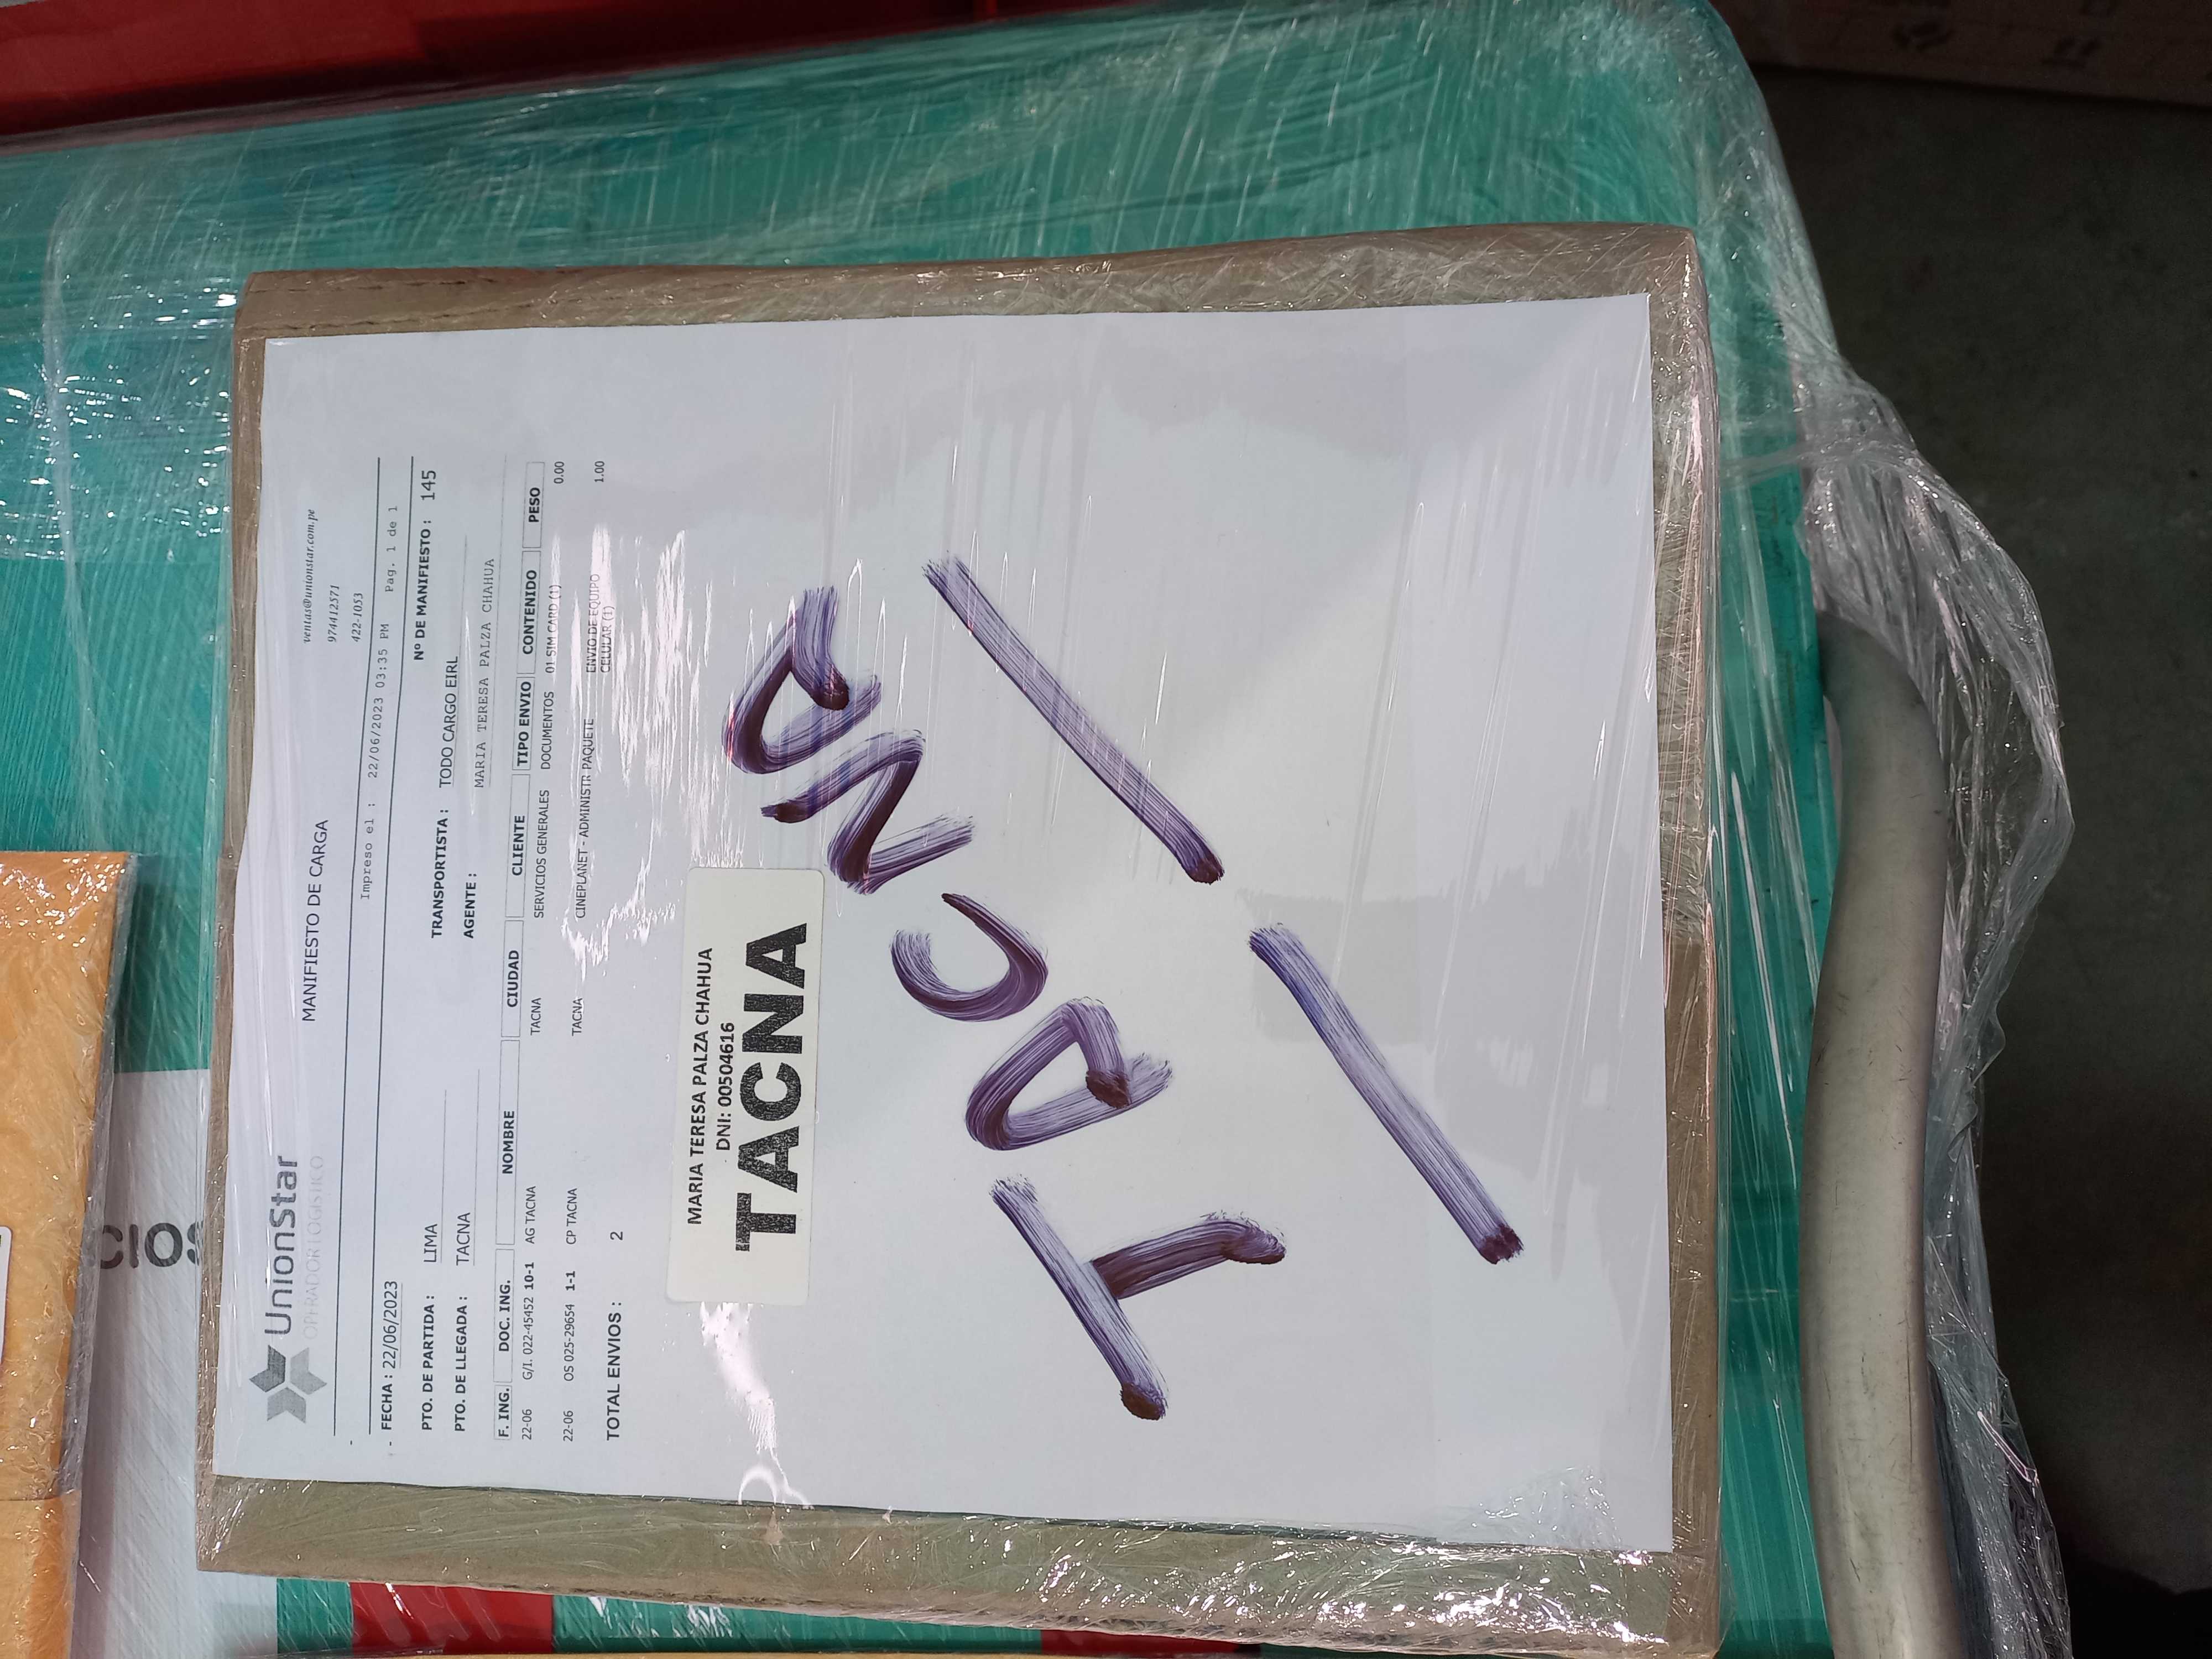 UnionStar
OPERADOR LOGISTICO
MANIFIESTO DE CARGA
ventas@unionstar.com.pe
974412571
422-1053
Impreso el : 22/06/2023 03:35 PM Pag. 1 de 1
- FECHA : 22/06/2023
Nº DE MANIFIESTO : 145
PTO. DE PARTIDA : LIMA TRANSPORTISTA : TODO CARGO EIRL
PTO. DE LLEGADA : TACNA AGENTE : MARIA TERESA PALZA CHAHUA
F. ING. DOC. ING. NOMBRE CIUDAD CLIENTE TIPO ENVIO CONTENIDO PESO
22-06 G/I. 022-45452 10-1 AG TACNA TACNA SERVICIOS GENERALES DOCUMENTOS 01 SIM CARD (1) 0.00
22-06 OS 025-29654 1-1 CP TACNA TACNA CINEPLANET - ADMINISTR PAQUETE ENVIO DE EQUIPO 1.00
CELULAR (1)
TOTAL ENVIOS : 2
MARIA TERESA PALZA CHAHUA
DNI: 00504616
TACNA
TACNA
CIOS